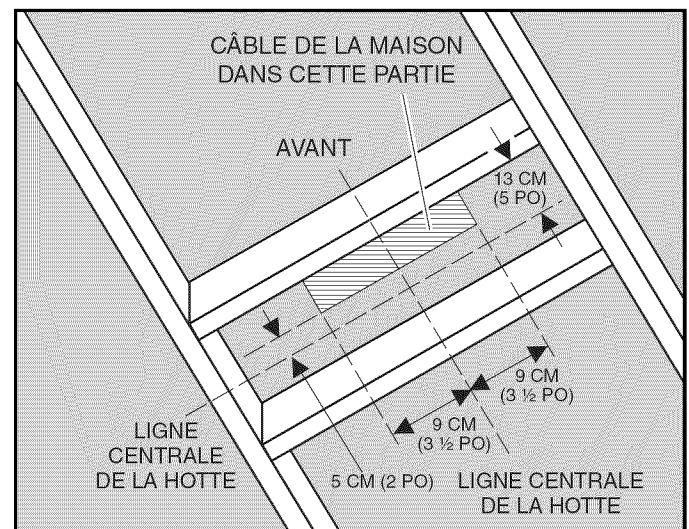 CÂBLE DE LA MAISON
DANS CETTE PARTIE
AVANT
13 CM
(5 PO)
9 CM
(3 ½ PO)
9 CM
(3 ½ PO)
LIGNE
CENTRALE
DE LA HOTTE
5 CM (2 PO)
LIGNE CENTRALE
DE LA HOTTE